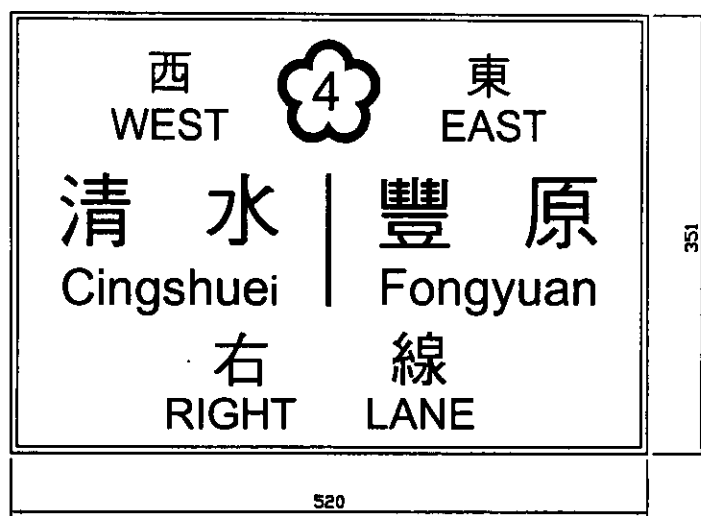 西 4 東
WEST EAST
清水 豐原
Cingshuei Fongyuan
右線
RIGHT LANE
351
520